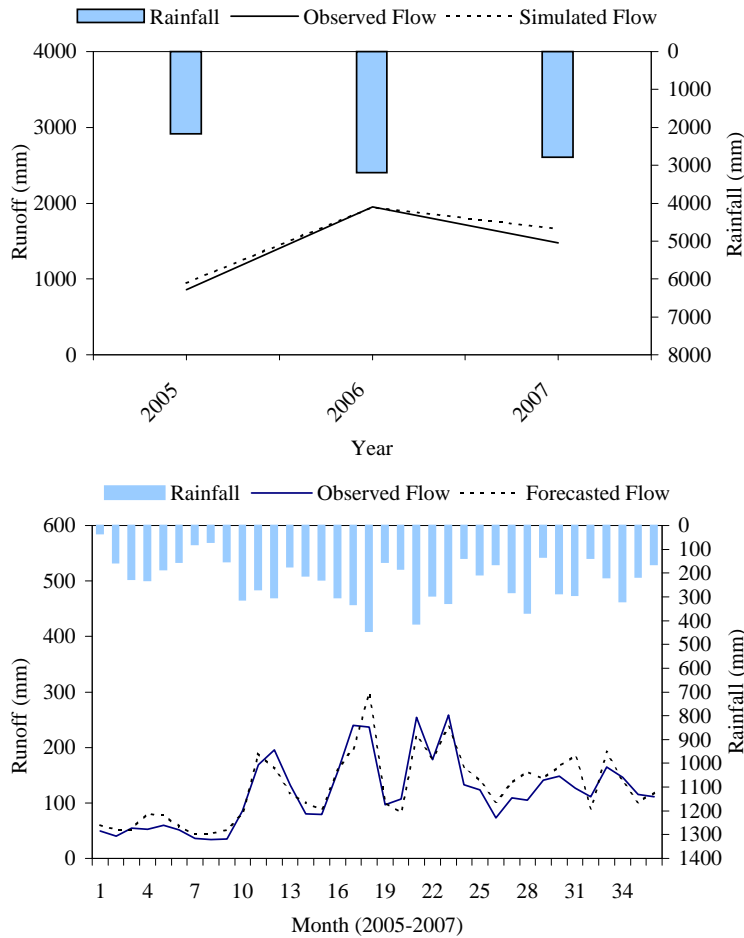 Rainfall Observed Flow Simulated Flow
4000 0
1000
3000 2000
3000
2000 4000
5000
1000 6000
7000
0 8000
Runoff (mm)
Rainfall (mm)
2005 2006 2007
Year
Rainfall Observed Flow Forecasted Flow
600 0
100
500 200
300
400 400
500
600
300 700
800
200 900
1000
1100
100 1200
1300
0 1400
Runoff (mm)
Rainfall (mm)
1 4 7 10 13 16 19 22 25 28 31 34
Month (2005-2007)